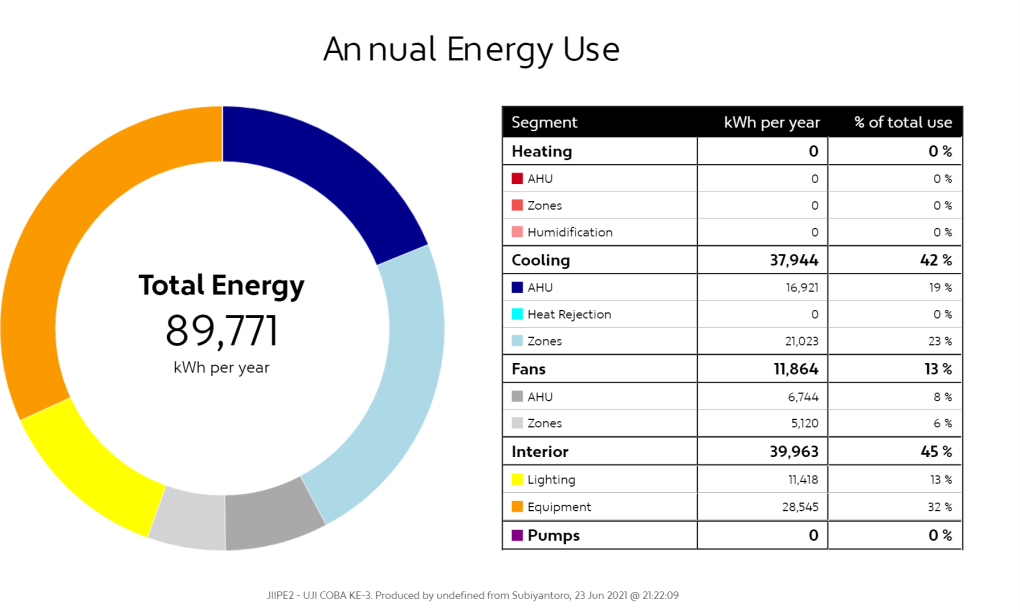 Annual Energy Use
Total Energy
89,771
kWh per year
Segment kWh per year % of total use
Heating 0 0 %
AHU 0 0 %
Zones 0 0 %
Humidification 0 0 %
Cooling 37,944 42 %
AHU 16,921 19 %
Heat Rejection 0 0 %
Zones 21,023 23 %
Fans 11,864 13 %
AHU 6,744 8 %
Zones 5,120 6 %
Interior 39,963 45 %
Lighting 11,418 13 %
Equipment 28,545 32 %
Pumps 0 0 %
JIIPE2 - UJI COBA KE-3. Produced by undefined from Subiyantoro, 23 Jun 2021 @ 21:22:09